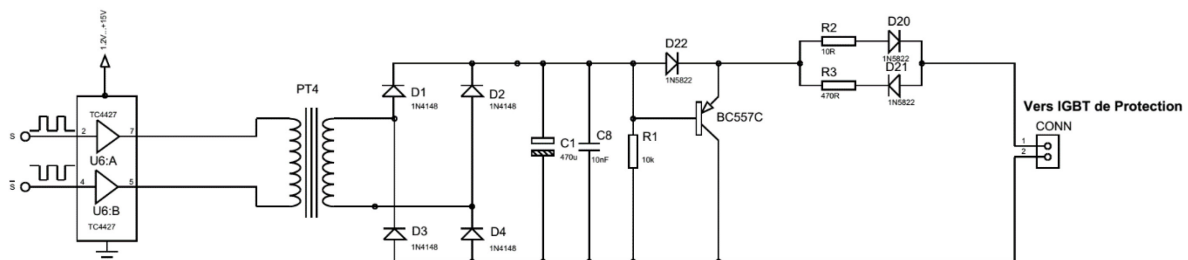 1.2V...+15V
TC4427
S
2
7
U6:A
S
4
5
U6:B
TC4427
PT4
D1
1N4148
D2
1N4148
D3
1N4148
D4
1N4148
C1
470u
C8
10nF
R1
10k
D22
1N5822
BC557C
R2
10R
D20
1N5822
R3
470R
D21
1N5822
Vers IGBT de Protection
CONN
1
2